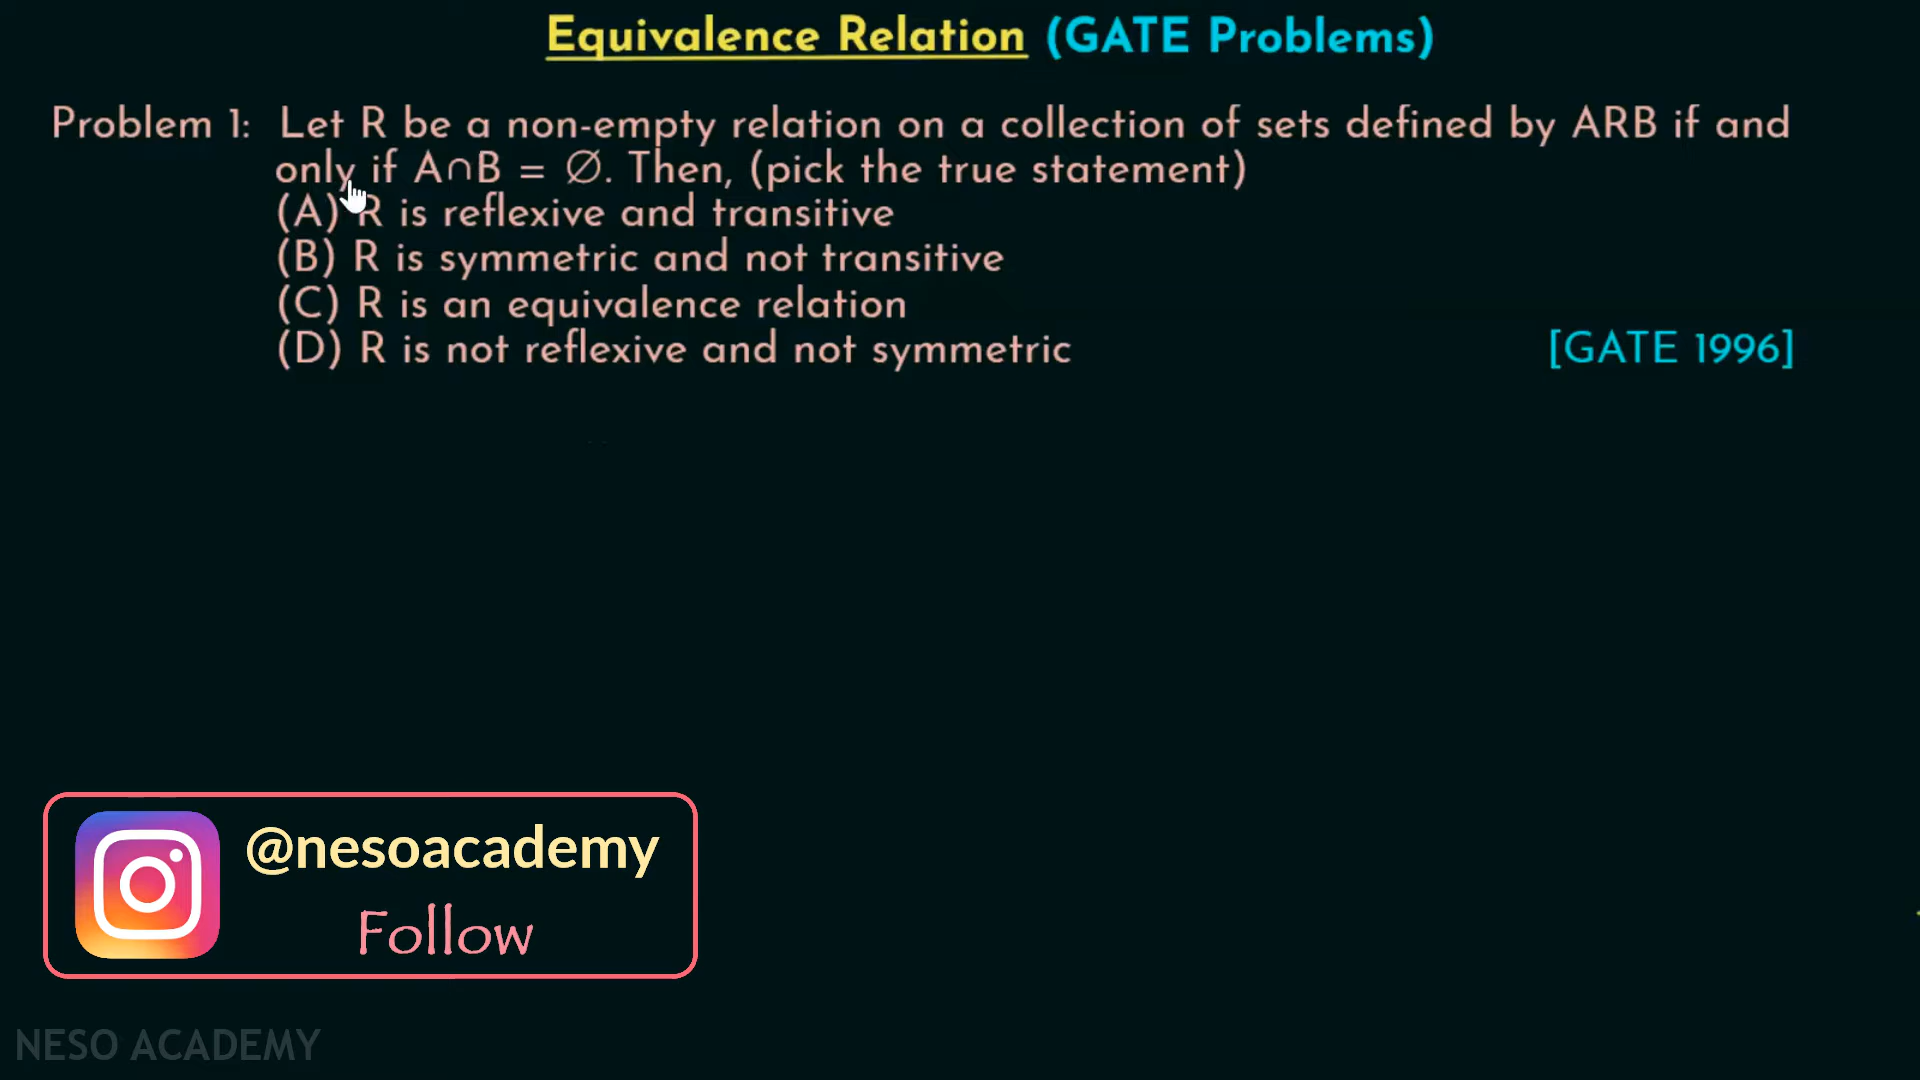 Equivalence Relation (GATE Problems)
Problem 1: Let R be a non-empty relation on a collection of sets defined by ARB if and
only if A∩B = ∅. Then, (pick the true statement)
(A) R is reflexive and transitive
(B) R is symmetric and not transitive
(C) R is an equivalence relation
(D) R is not reflexive and not symmetric [GATE 1996]
@nesoacademy
Follow
NESO ACADEMY